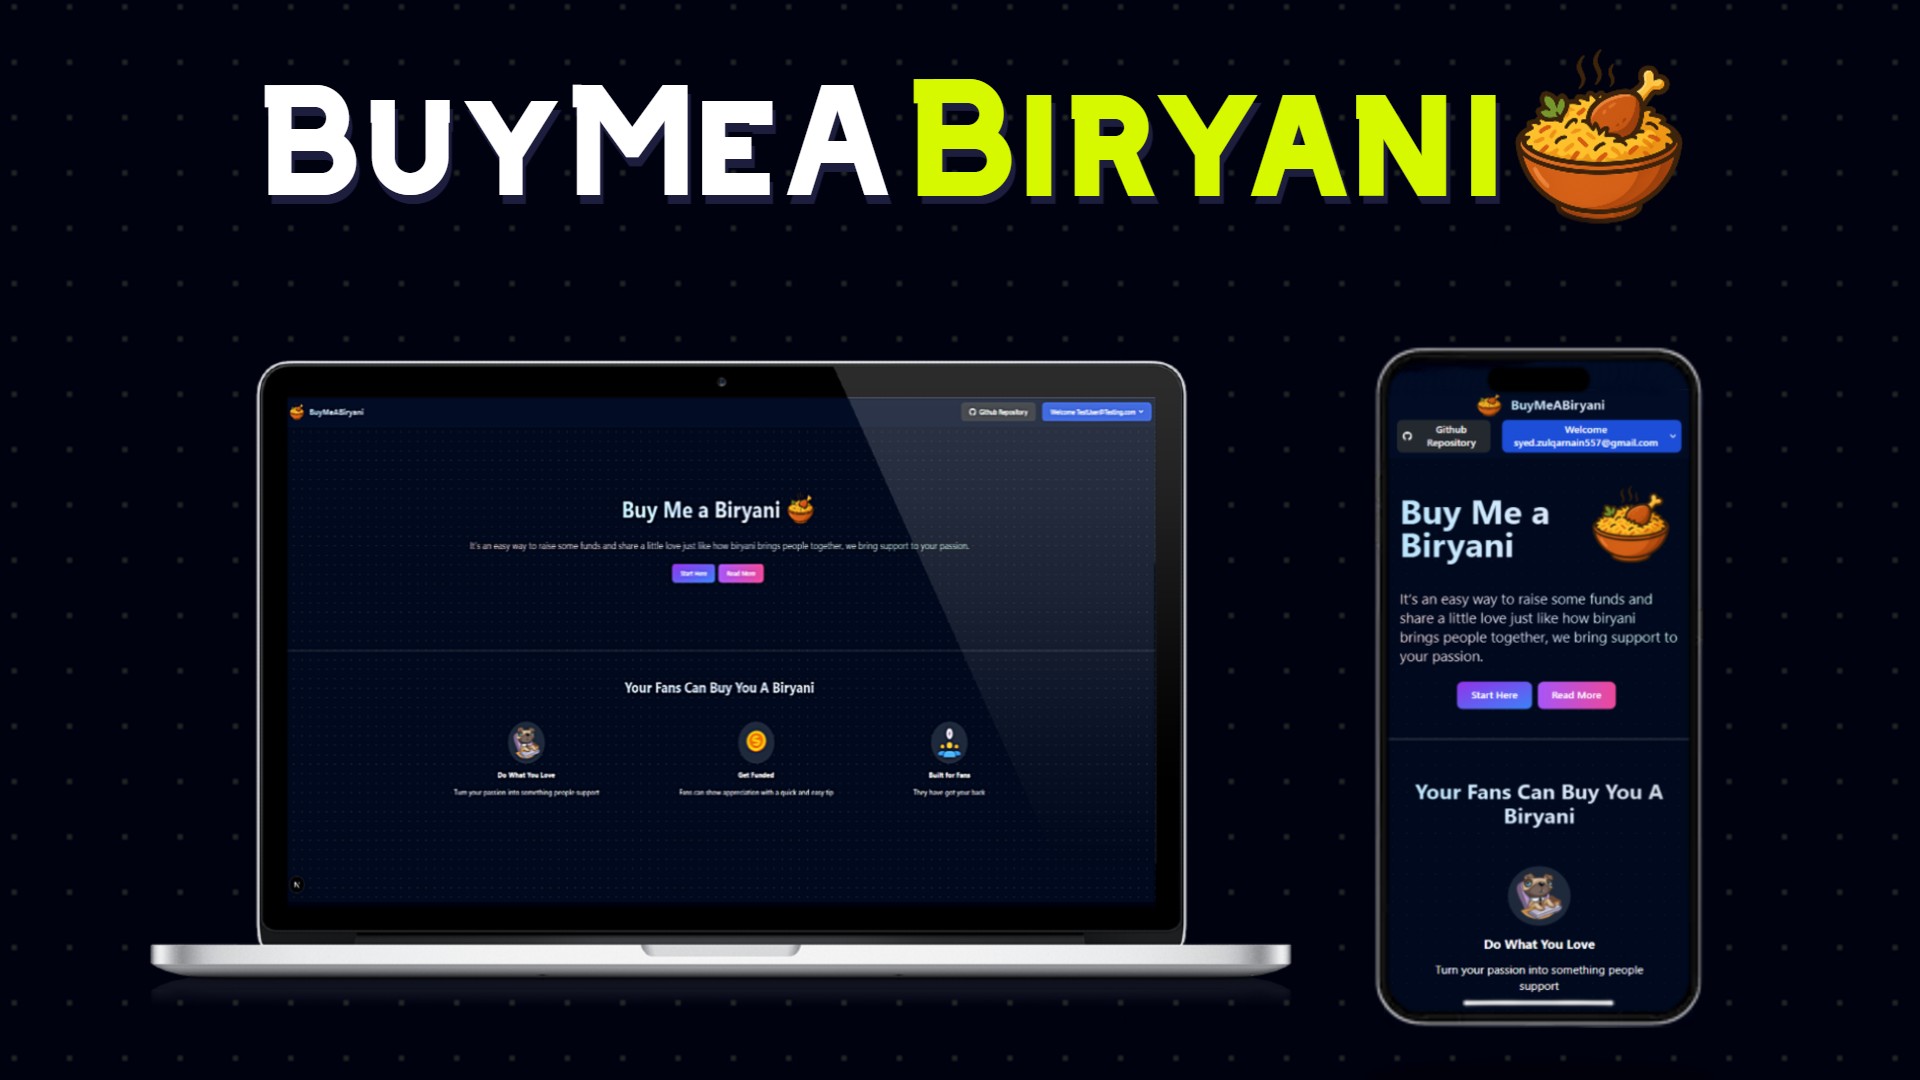 BuyMeABiryani
BuyMeABiryani
Github Repository
Welcome TestUser@Testing.com
Buy Me a Biryani
It's an easy way to raise some funds and share a little love just like how biryani brings people together, we bring support to your passion.
Start Here
Read More
Your Fans Can Buy You A Biryani
Do What You Love
Get Funded
Built for Fans
Turn your passion into something people support
Fans can show appreciation with a quick and easy tip
They have got your back
N
BuyMeABiryani
Github
Repository
Welcome
syed.zulqarnain557@gmail.com
Buy Me a
Biryani
It's an easy way to raise some funds and
share a little love just like how biryani
brings people together, we bring support to
your passion.
Start Here
Read More
Your Fans Can Buy You A
Biryani
Do What You Love
Turn your passion into something people
support